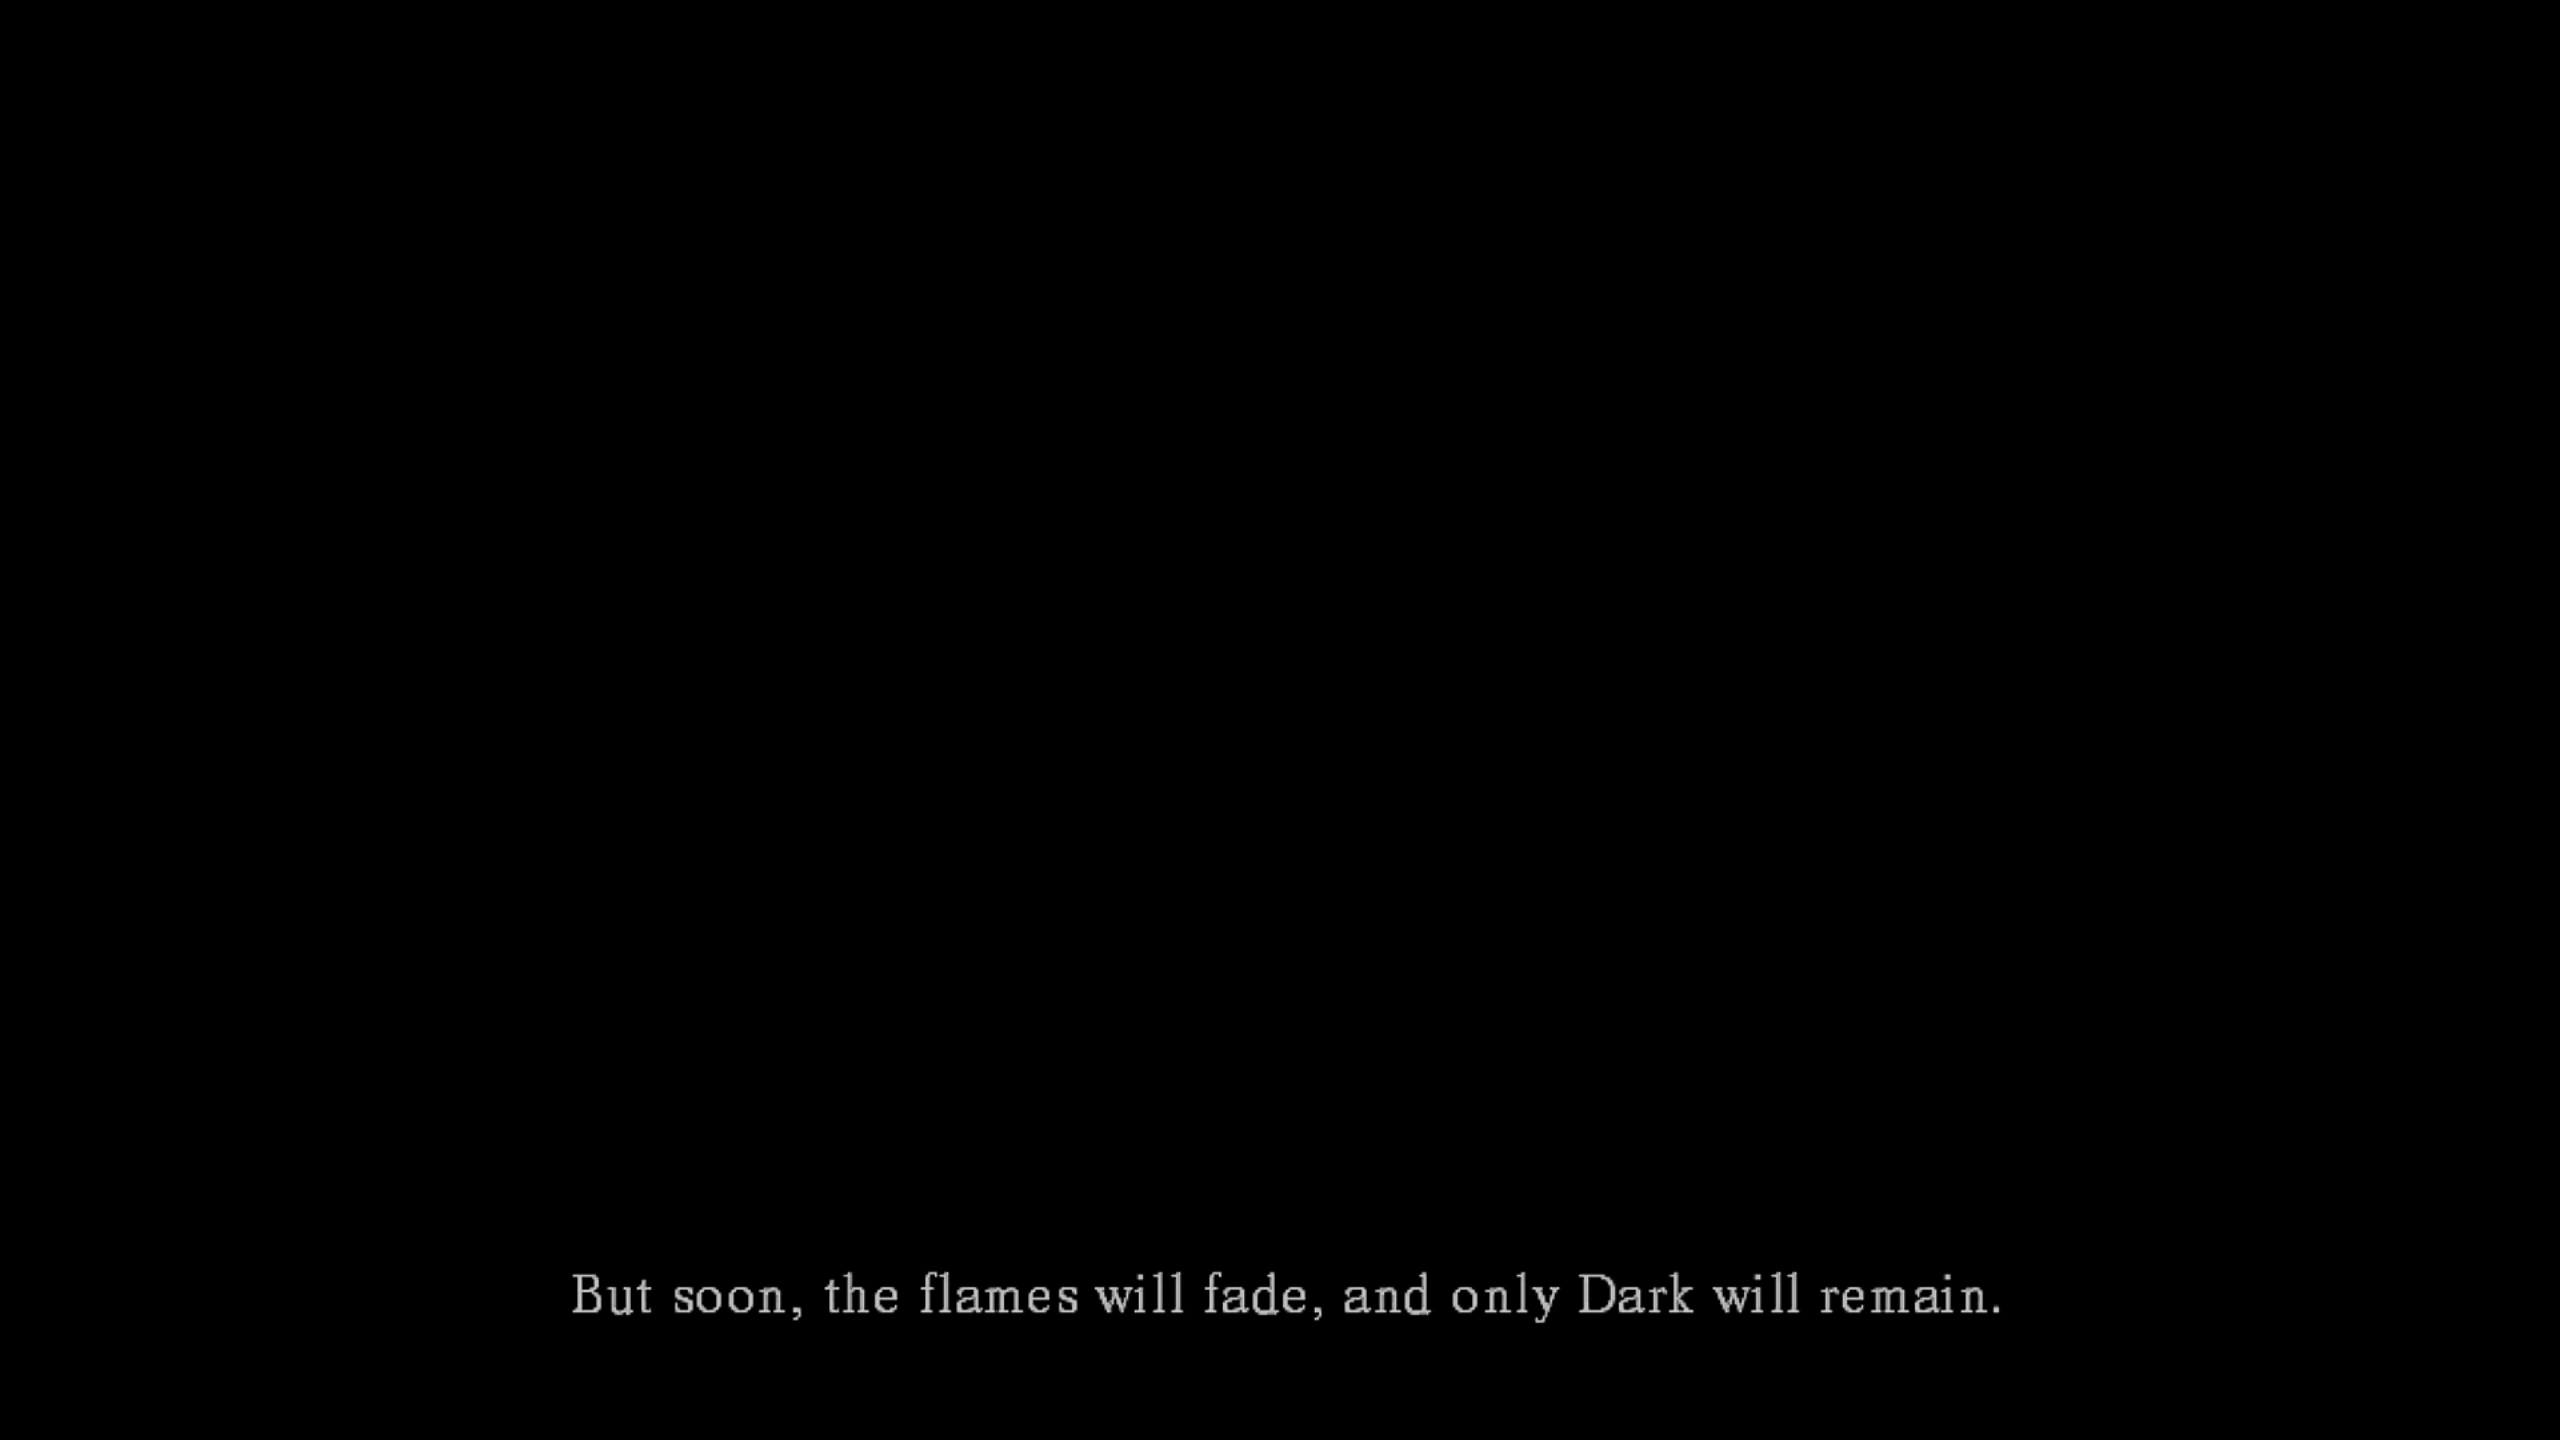 But soon, the flames will fade, and only Dark will remain.